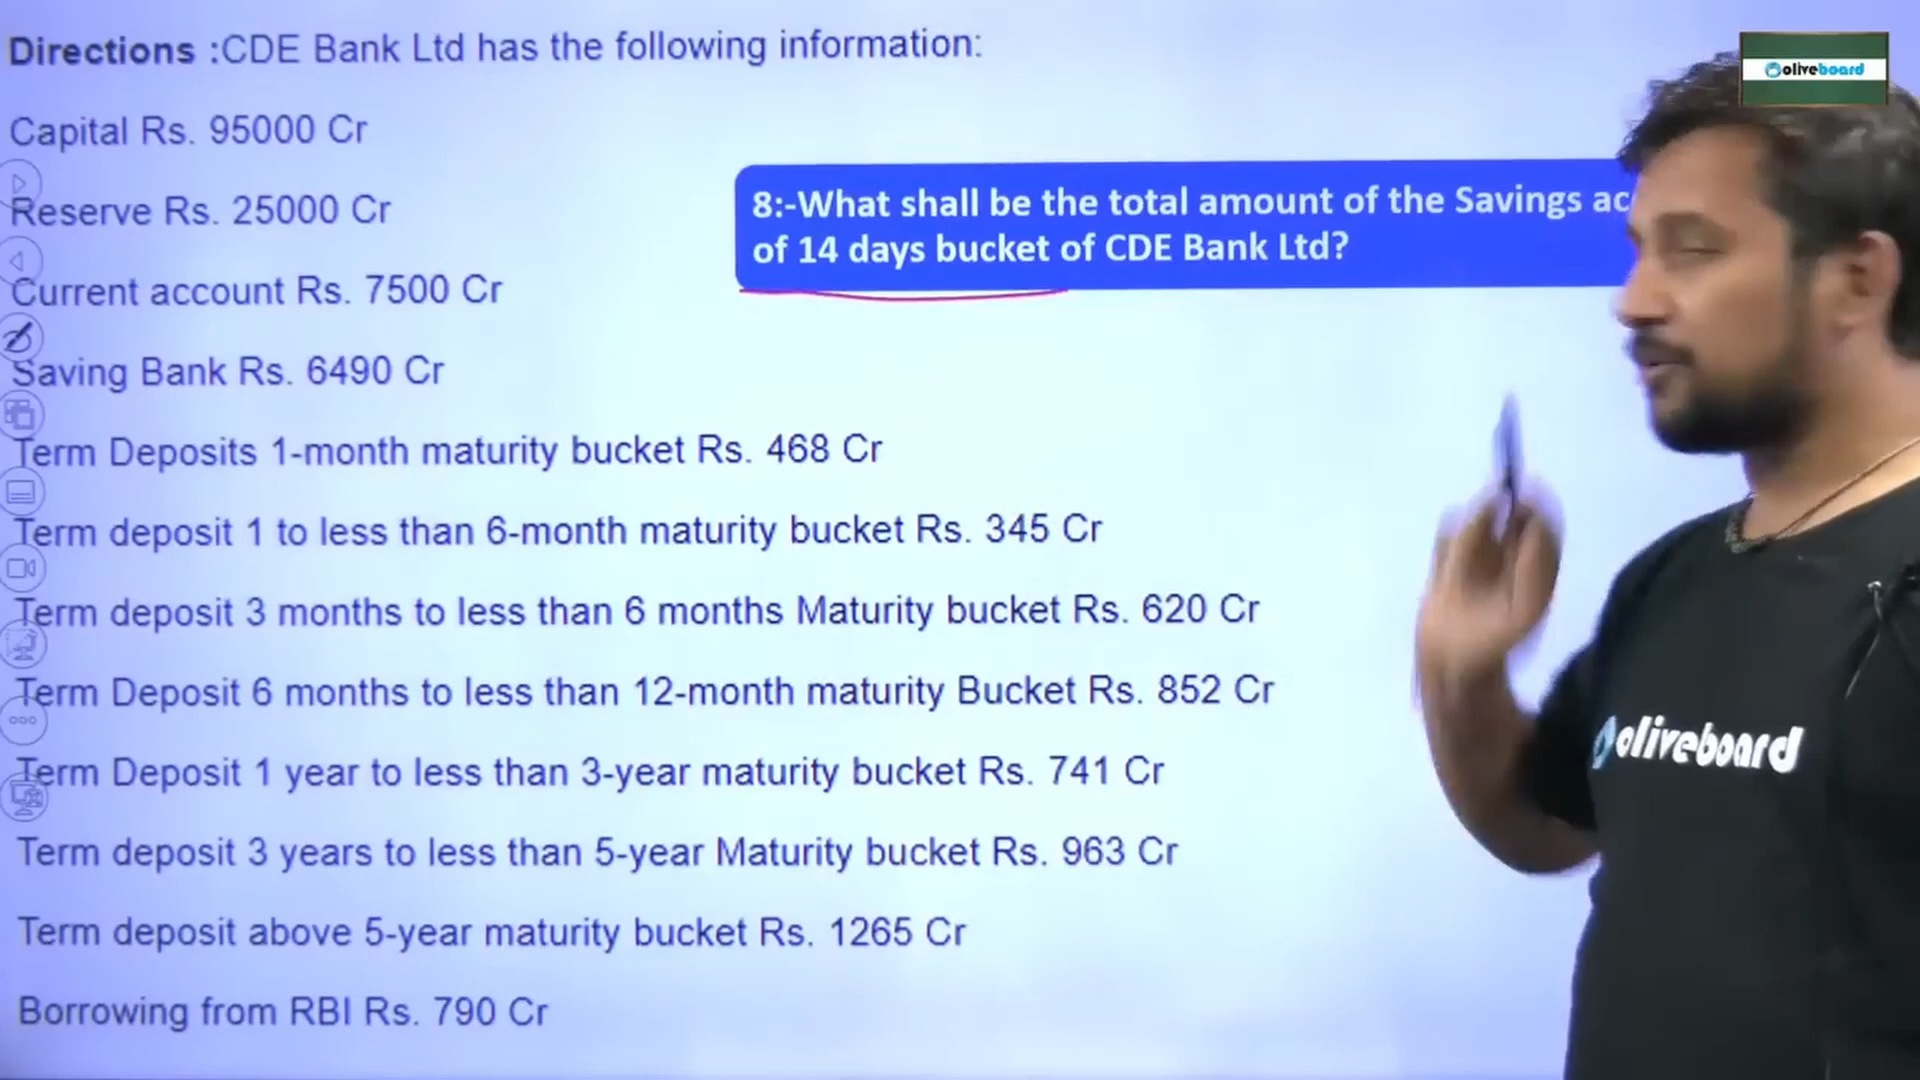 Directions :CDE Bank Ltd has the following information:
Capital Rs. 95000 Cr
Reserve Rs. 25000 Cr
Current account Rs. 7500 Cr
Saving Bank Rs. 6490 Cr
Term Deposits 1-month maturity bucket Rs. 468 Cr
Term deposit 1 to less than 6-month maturity bucket Rs. 345 Cr
Term deposit 3 months to less than 6 months Maturity bucket Rs. 620 Cr
Term Deposit 6 months to less than 12-month maturity Bucket Rs. 852 Cr
Term Deposit 1 year to less than 3-year maturity bucket Rs. 741 Cr
Term deposit 3 years to less than 5-year Maturity bucket Rs. 963 Cr
Term deposit above 5-year maturity bucket Rs. 1265 Cr
Borrowing from RBI Rs. 790 Cr
8:-What shall be the total amount of the Savings
of 14 days bucket of CDE Bank Ltd?
oliveboard
oliveboard